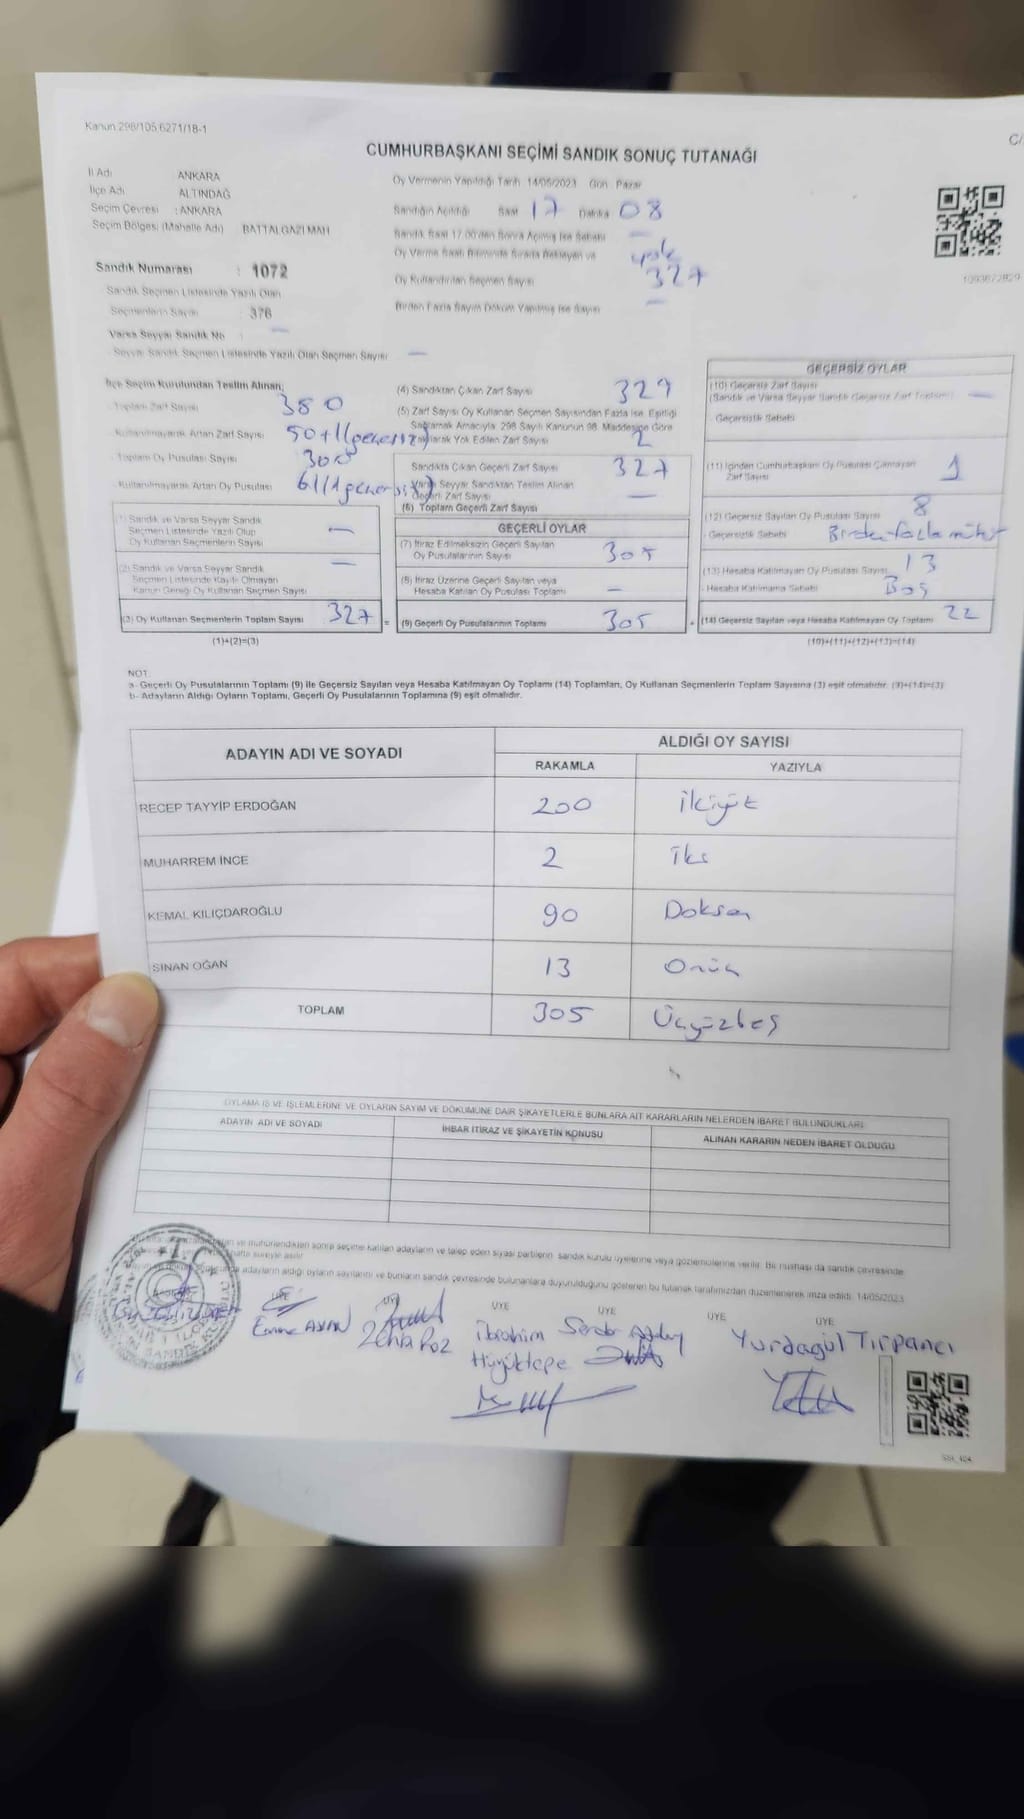 Kanun 298/105,6271/18-1
CUMHURBAŞKANI SEÇİMİ SANDIK SONUÇ TUTANAĞI
İl Adı ANKARA
İlçe Adı ALTINDAĞ
Seçim Çevresi : ANKARA
Seçim Bölgesi (Mahalle Adı) BATTALGAZİ MAH
Sandık Numarası : 1072
Sandık Seçmen Listesinde Yazılı Olan
Seçmenlerin Sayısı : 376
Varsa Seyyar Sandık No : —
Seyyar Sandık Seçmen Listesinde Yazılı Olan Seçmen Sayısı —
Oy Vermenin Yapıldığı Tarih 14/05/2023 Gün Pazar
Sandığın Açıldığı Saat 17 Dakika 08
Sandık Saat 17.00'den Sonra Açılmış İse Sebebi —
Oy Verme Saati Bitiminde Sırada Bekleyen ve yok
Oy Kullandırılan Seçmen Sayısı 327
Birden Fazla Sayım Döküm Yapılmış İse Sayısı —
İlçe Seçim Kurulundan Teslim Alınan;
Toplam Zarf Sayısı 380
Kullanılmayarak Artan Zarf Sayısı 50+1(geçersiz)
Toplam Oy Pusulası Sayısı
Kullanılmayarak Artan Oy Pusulası
(1) Sandık ve Varsa Seyyar Sandık
Seçmen Listesinde Yazılı Olup
Oy Kullanan Seçmenlerin Sayısı —
(2) Sandık ve Varsa Seyyar Sandık
Seçmen Listesinde Kayıtlı Olmayan
Kanun Gereği Oy Kullanan Seçmen Sayısı —
(3) Oy Kullanan Seçmenlerin Toplam Sayısı 327
(1)+(2)=(3)
(4) Sandıktan Çıkan Zarf Sayısı 327
(5) Zarf Sayısı Oy Kullanan Seçmen Sayısından Fazla İse, Eşitliği
Sağlamak Amacıyla, 298 Sayılı Kanunun 98. Maddesine Göre
Yakılarak Yok Edilen Zarf Sayısı
Sandıkta Çıkan Geçerli Zarf Sayısı 327
Varsa Seyyar Sandıktan Teslim Alınan
Geçerli Zarf Sayısı —
(6) Toplam Geçerli Zarf Sayısı
GEÇERLİ OYLAR
(7) İtiraz Edilmeksizin Geçerli Sayılan
Oy Pusulalarının Sayısı 305
(8) İtiraz Üzerine Geçerli Sayılan veya
Hesaba Katılan Oy Pusulası Toplamı —
(9) Geçerli Oy Pusulalarının Toplamı 305
GEÇERSİZ OYLAR
(10) Geçersiz Zarf Sayısı
(Sandık ve Varsa Seyyar Sandık Geçersiz Zarf Toplamı) —
Geçersizlik Sebebi
(11) İçinden Cumhurbaşkanı Oy Pusulası Çıkmayan
Zarf Sayısı 1
(12) Geçersiz Sayılan Oy Pusulası Sayısı 8
Geçersizlik Sebebi Birden fazla mühür
(13) Hesaba Katılmayan Oy Pusulası Sayısı 13
Hesaba Katılmama Sebebi Boş
(14) Geçersiz Sayılan veya Hesaba Katılmayan Oy Toplamı 22
(10)+(11)+(12)+(13)=(14)
NOT:
a- Geçerli Oy Pusulalarının Toplamı (9) ile Geçersiz Sayılan veya Hesaba Katılmayan Oy Toplamı (14) Toplamları, Oy Kullanan Seçmenlerin Toplam Sayısına (3) eşit olmalıdır. (9)+(14)=(3)
b- Adayların Aldığı Oyların Toplamı, Geçerli Oy Pusulalarının Toplamına (9) eşit olmalıdır.
ADAYIN ADI VE SOYADI ALDIĞI OY SAYISI
RAKAMLA YAZIYLA
RECEP TAYYİP ERDOĞAN 200 İkiyüz
MUHARREM İNCE 2 İki
KEMAL KILIÇDAROĞLU 90 Doksan
SİNAN OĞAN 13 Onüç
TOPLAM 305 Üçyüzbeş
OYLAMA İŞ VE İŞLEMLERİNE VE OYLARIN SAYIM VE DÖKÜMÜNE DAİR ŞİKAYETLERLE BUNLARA AİT KARARLARIN NELERDEN İBARET BULUNDUKLARI
ADAYIN ADI VE SOYADI İHBAR İTİRAZ VE ŞİKAYETİN KONUSU ALINAN KARARIN NEDEN İBARET OLDUĞU
ve mühürlendikten sonra seçime katılan adayların ve talep eden siyasi partilerin sandık kurulu üyelerine veya gözlemcilerine verilir. Bir nüshası da sandık çevresinde
hafta süreyle asılır
adayların aldığı oyların sayılarını ve bunların sandık çevresinde bulunanlara duyurulduğunu gösteren bu tutanak tarafımızdan düzenlenerek imza edildi. 14/05/2023
ÜYE ÜYE ÜYE ÜYE ÜYE ÜYE
Emine
İbrahim Hüyüktepe
Yurdagül Tırpancı
T.C.